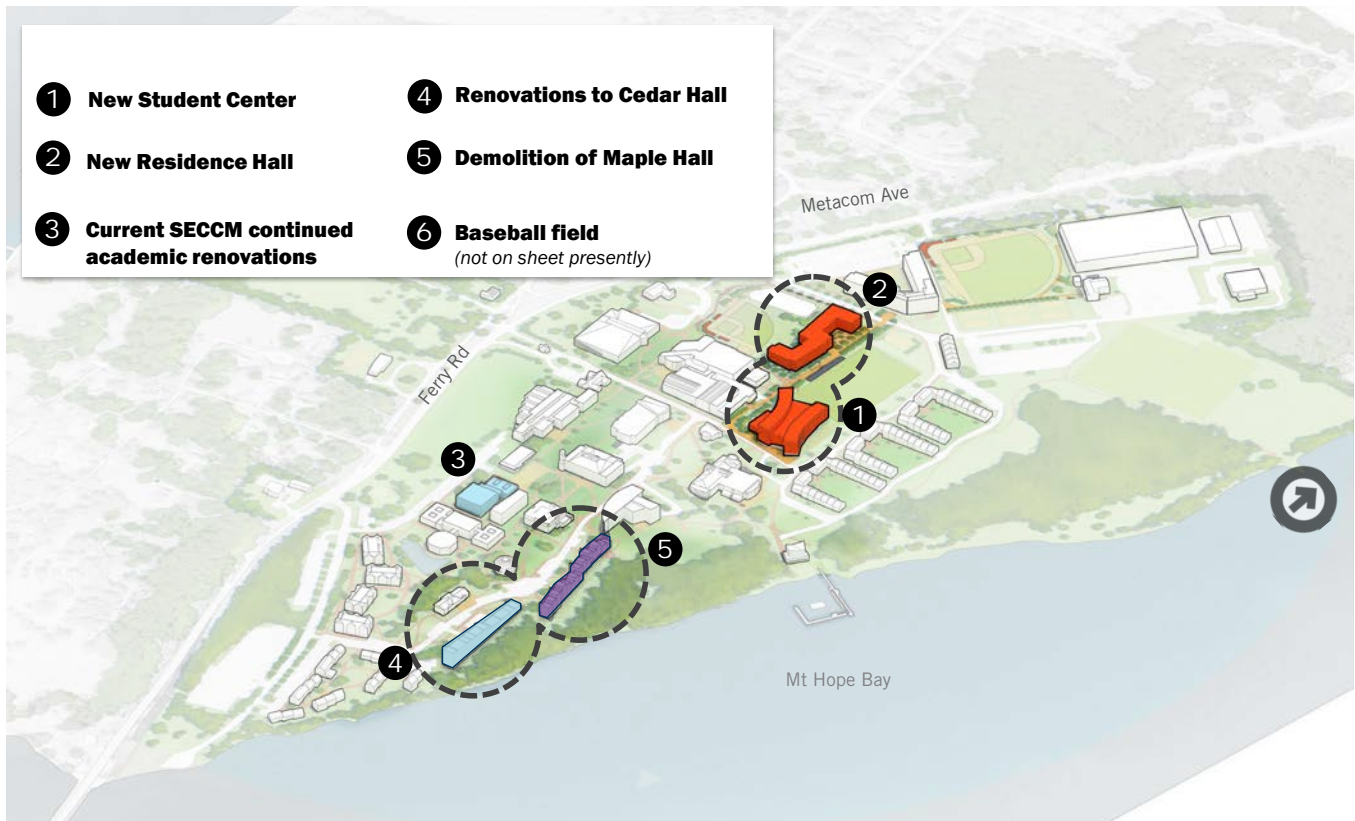 1 New Student Center
2 New Residence Hall
3 Current SECCM continued
academic renovations
4 Renovations to Cedar Hall
5 Demolition of Maple Hall
6 Baseball field
(not on sheet presently)
Metacom Ave
2
Ferry Rd
1
3
5
4
Mt Hope Bay